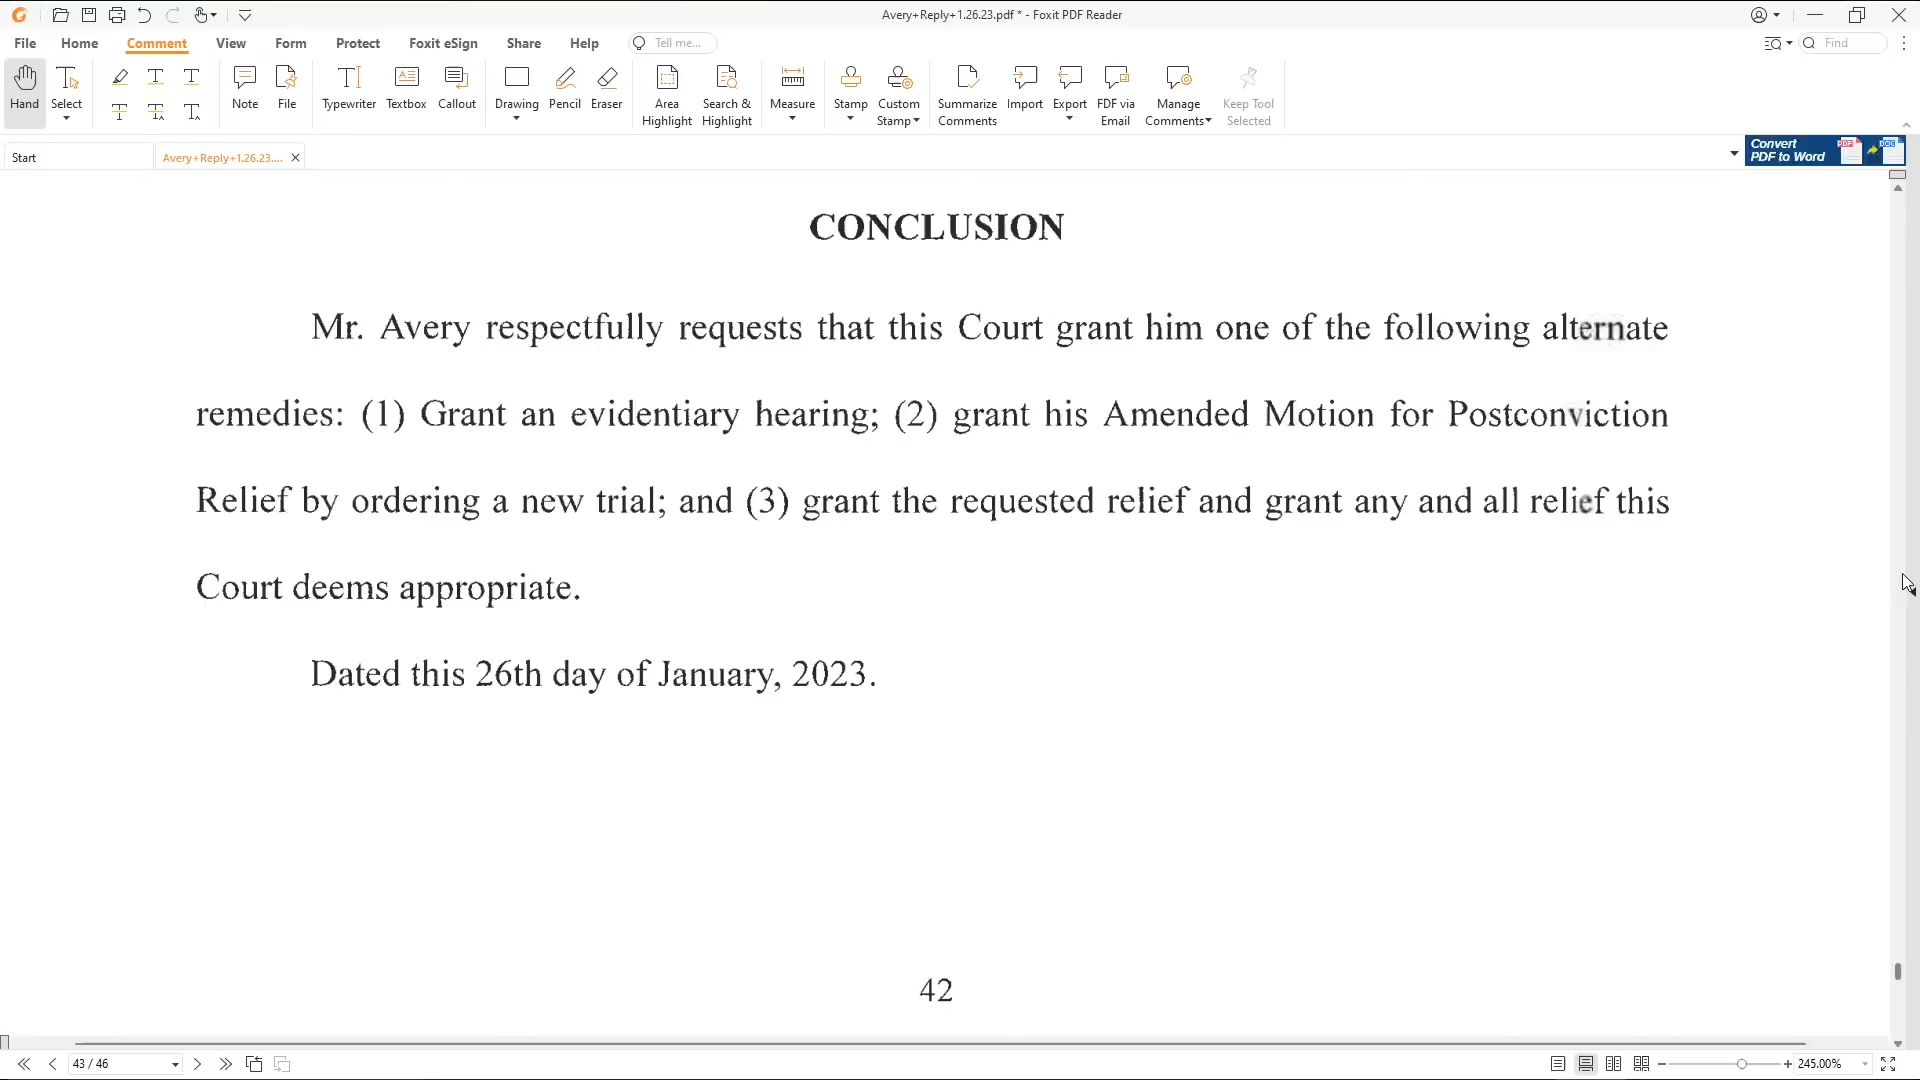 Avery+Reply+1.26.23.pdf * - Foxit PDF Reader
File Home Comment View Form Protect Foxit eSign Share Help Tell me... Find
Hand Select Note File Typewriter Textbox Callout Drawing Pencil Eraser Area Highlight Search & Highlight Measure Stamp Custom Stamp Summarize Comments Import Export FDF via Email Manage Comments Keep Tool Selected
Start Avery+Reply+1.26.23.... Convert PDF to Word PDF DOC
CONCLUSION
Mr. Avery respectfully requests that this Court grant him one of the following alternate
remedies: (1) Grant an evidentiary hearing; (2) grant his Amended Motion for Postconviction
Relief by ordering a new trial; and (3) grant the requested relief and grant any and all relief this
Court deems appropriate.
Dated this 26th day of January, 2023.
42
43 / 46 245.00%